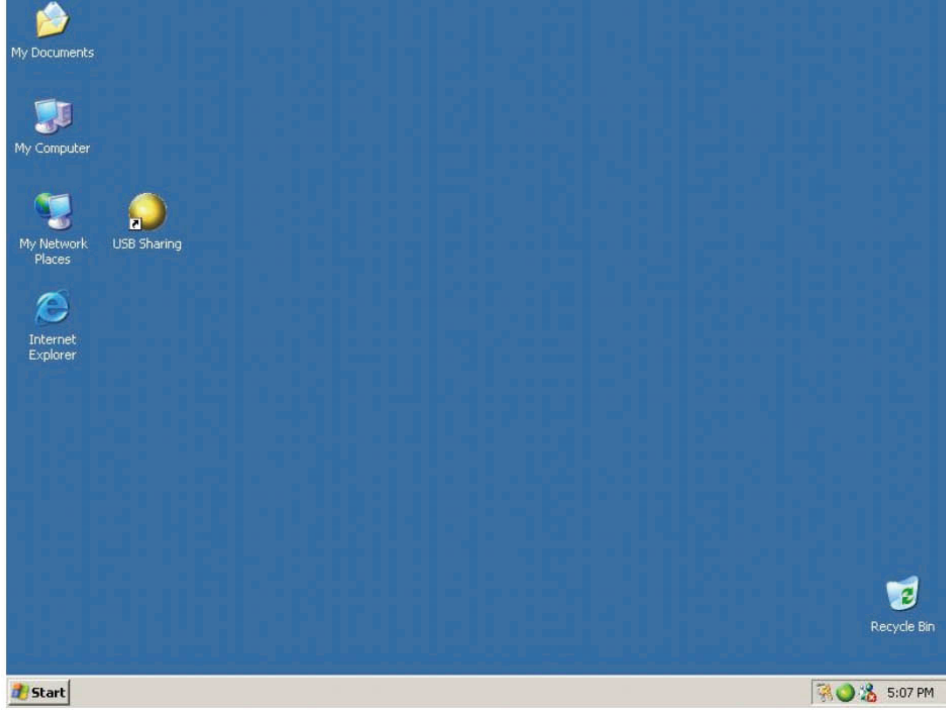 My Documents
My Computer
My Network
Places
USB Sharing
Internet
Explorer
Recycle Bin
Start
5:07 PM